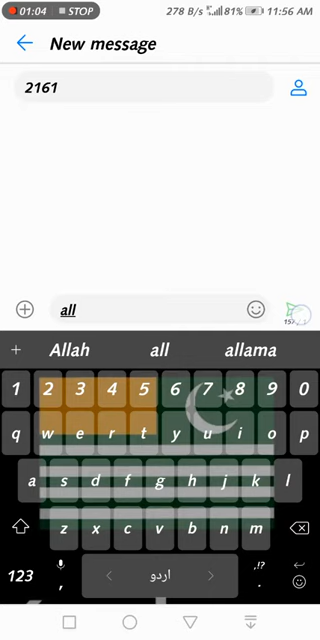 01:04 STOP 278 B/s 81% 11:56 AM
New message
2161
all
157/1
+ Allah all allama
1 2 3 4 5 6 7 8 9 0
q w e r t y u i o p
a s d f g h j k l
z x c v b n m
123 , < اردو > ,!? .